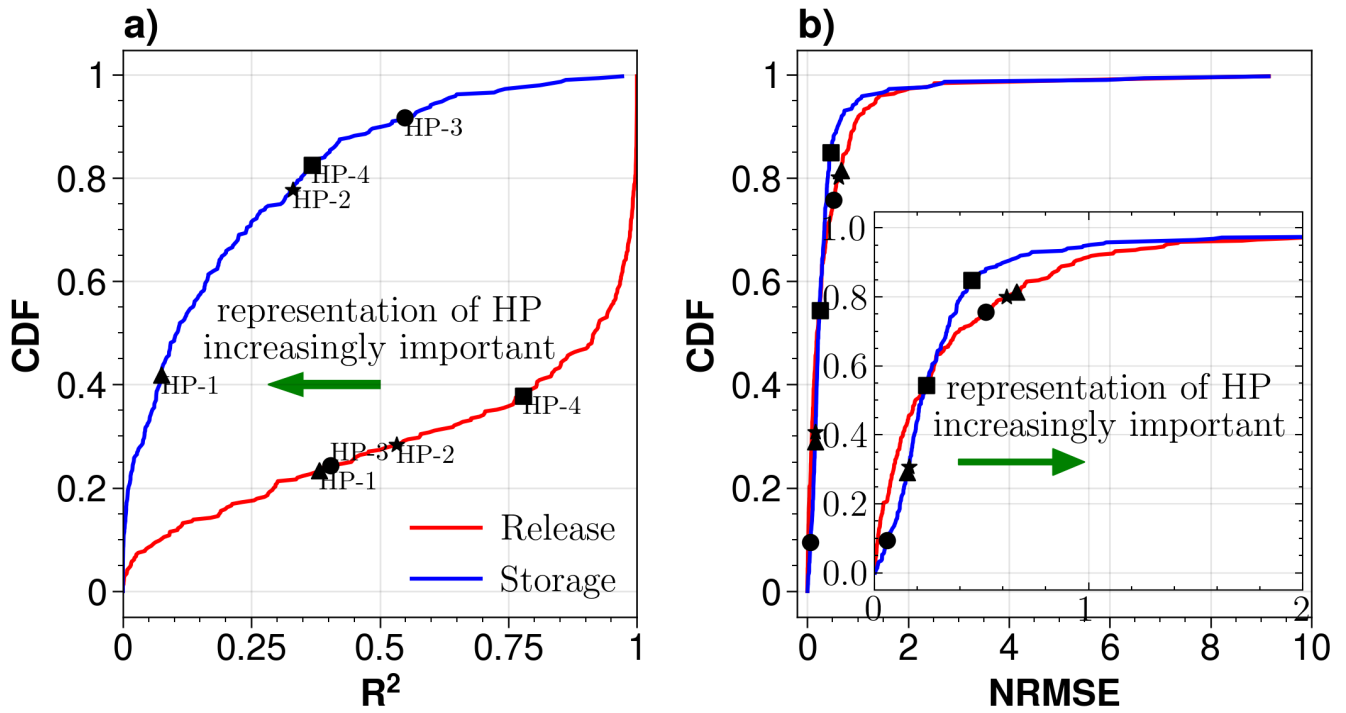 a)
1
0.8
0.6
0.4
0.2
0
CDF
HP-3
HP-4
HP-2
representation of HP
increasingly important
HP-1
HP-4
HP-3
HP-2
HP-1
Release
Storage
0
0.25
0.5
0.75
1
R²
b)
1
0.8
0.6
0.4
0.2
0
CDF
1.0
0.8
0.6
0.4
0.2
0.0
representation of HP
increasingly important
0
1
2
0
2
4
6
8
10
NRMSE